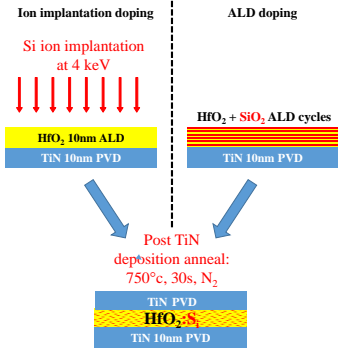 Ion implantation doping
ALD doping
Si ion implantation
at 4 keV
HfO₂ + SiO₂ ALD cycles
HfO₂ 10nm ALD
TiN 10nm PVD
TiN 10nm PVD
Post TiN
deposition anneal:
750°c, 30s, N₂
TiN PVD
HfO₂:Sᵢ
TiN 10nm PVD